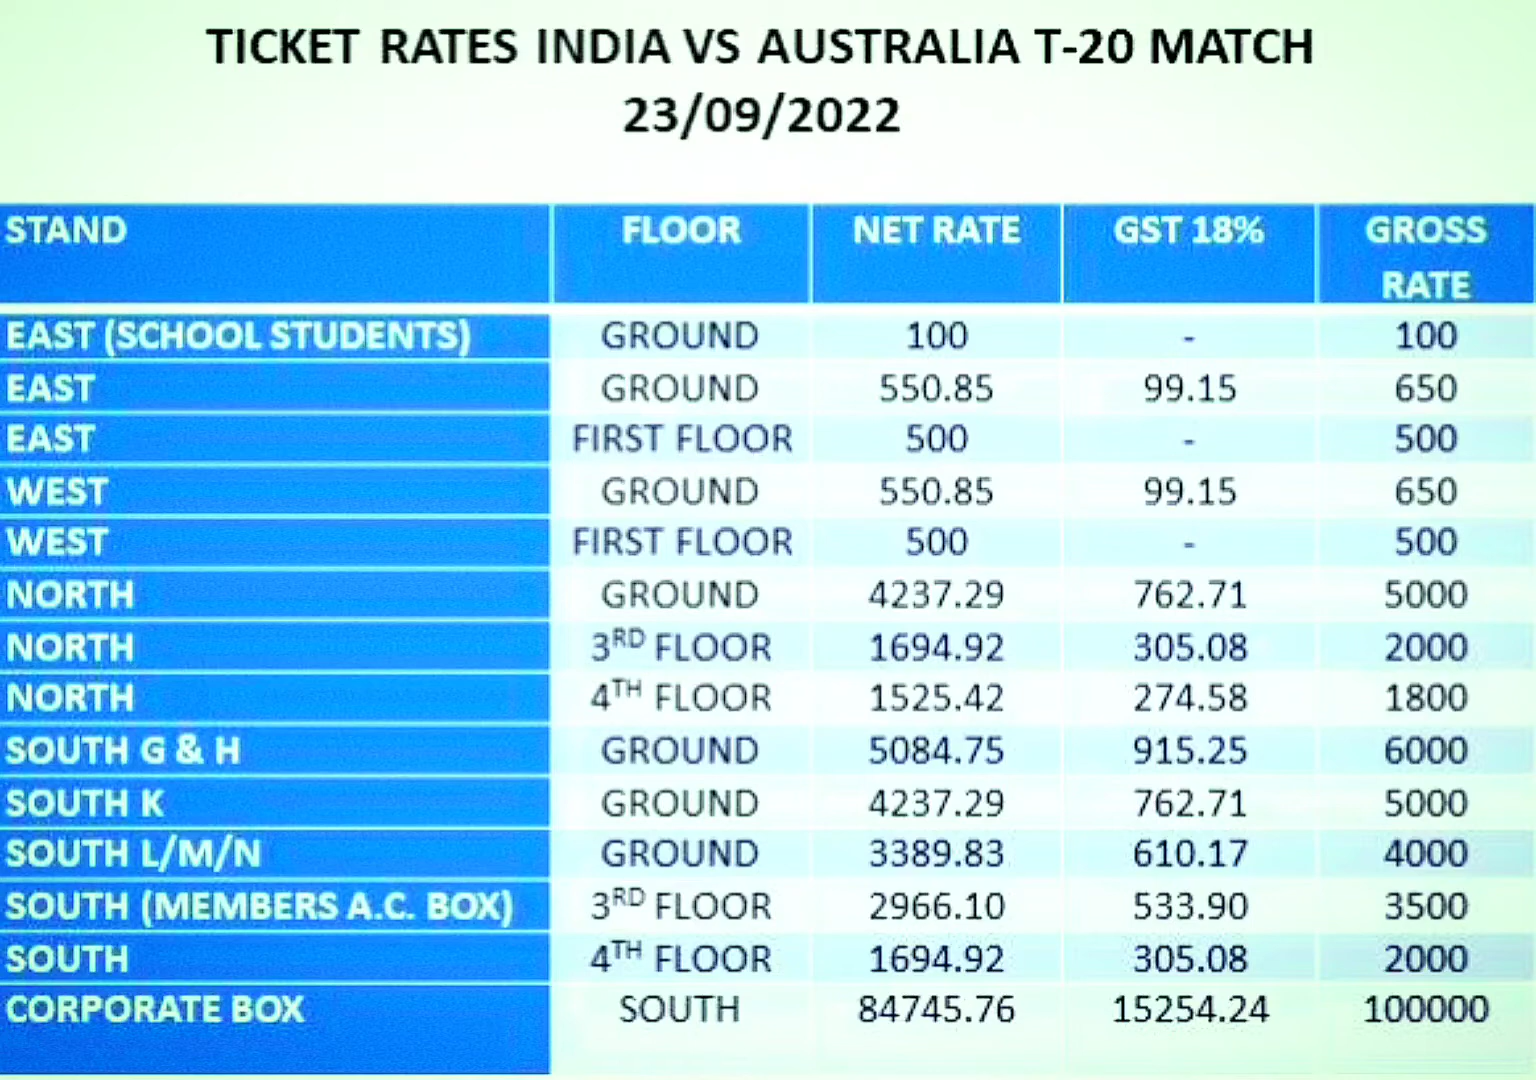 TICKET RATES INDIA VS AUSTRALIA T-20 MATCH
23/09/2022
STAND FLOOR NET RATE GST 18% GROSS RATE
EAST (SCHOOL STUDENTS) GROUND 100 - 100
EAST GROUND 550.85 99.15 650
EAST FIRST FLOOR 500 - 500
WEST GROUND 550.85 99.15 650
WEST FIRST FLOOR 500 - 500
NORTH GROUND 4237.29 762.71 5000
NORTH 3RD FLOOR 1694.92 305.08 2000
NORTH 4TH FLOOR 1525.42 274.58 1800
SOUTH G & H GROUND 5084.75 915.25 6000
SOUTH K GROUND 4237.29 762.71 5000
SOUTH L/M/N GROUND 3389.83 610.17 4000
SOUTH (MEMBERS A.C. BOX) 3RD FLOOR 2966.10 533.90 3500
SOUTH 4TH FLOOR 1694.92 305.08 2000
CORPORATE BOX SOUTH 84745.76 15254.24 100000